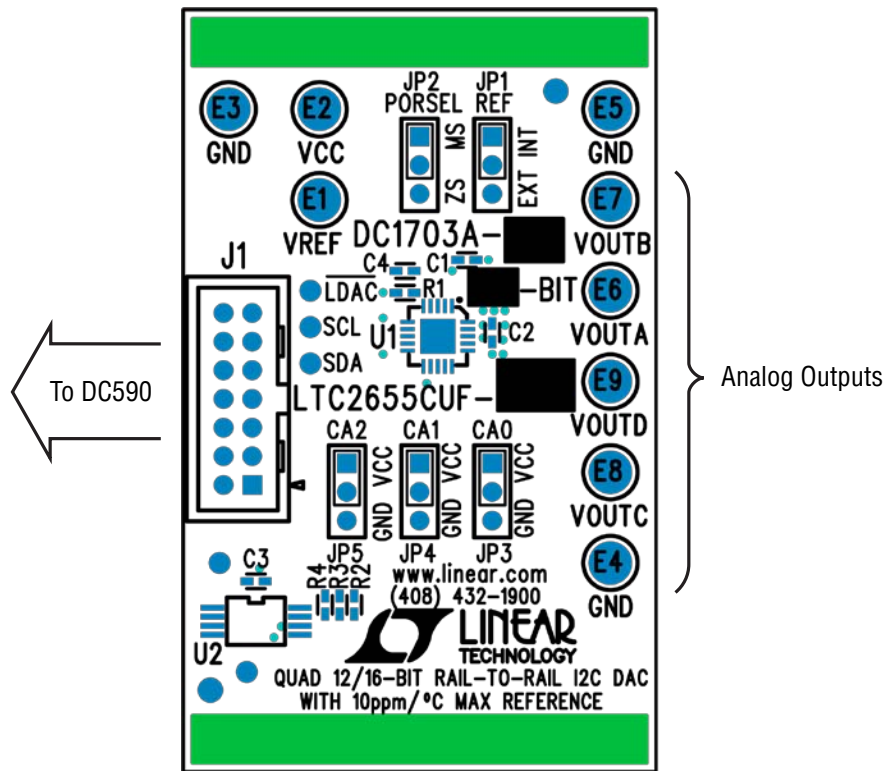 JP2 JP1
PORSEL REF
E3 E2 E5
MS INT
GND VCC GND
ZS EXT
E1 E7
VREF DC1703A- VOUTB
J1
C4 C1
LDAC R1 -BIT E6
SCL U1 C2 VOUTA
SDA
To DC590
E9 Analog Outputs
LTC2655CUF-
VOUTD
CA2 CA1 CA0
VCC VCC VCC
E8
GND GND GND
VOUTC
JP5 JP4 JP3
E4
C3 R4 R3 R2
www.linear.com
(408) 432-1900
GND
U2
LINEAR
TECHNOLOGY
QUAD 12/16-BIT RAIL-TO-RAIL I2C DAC
WITH 10ppm/°C MAX REFERENCE